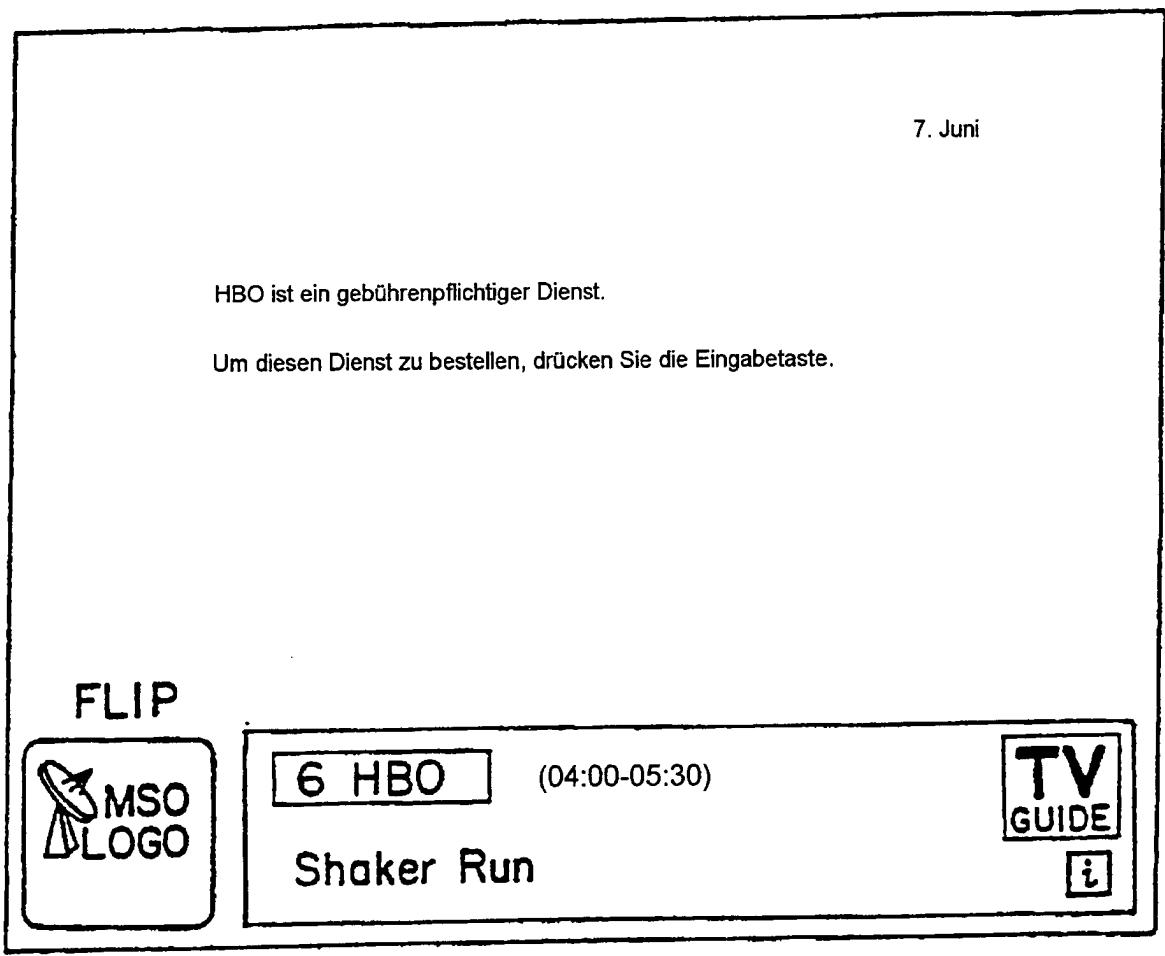 7. Juni
HBO ist ein gebührenpflichtiger Dienst.
Um diesen Dienst zu bestellen, drücken Sie die Eingabetaste.
FLIP
MSO
LOGO
6 HBO
(04:00-05:30)
Shaker Run
TV
GUIDE
i